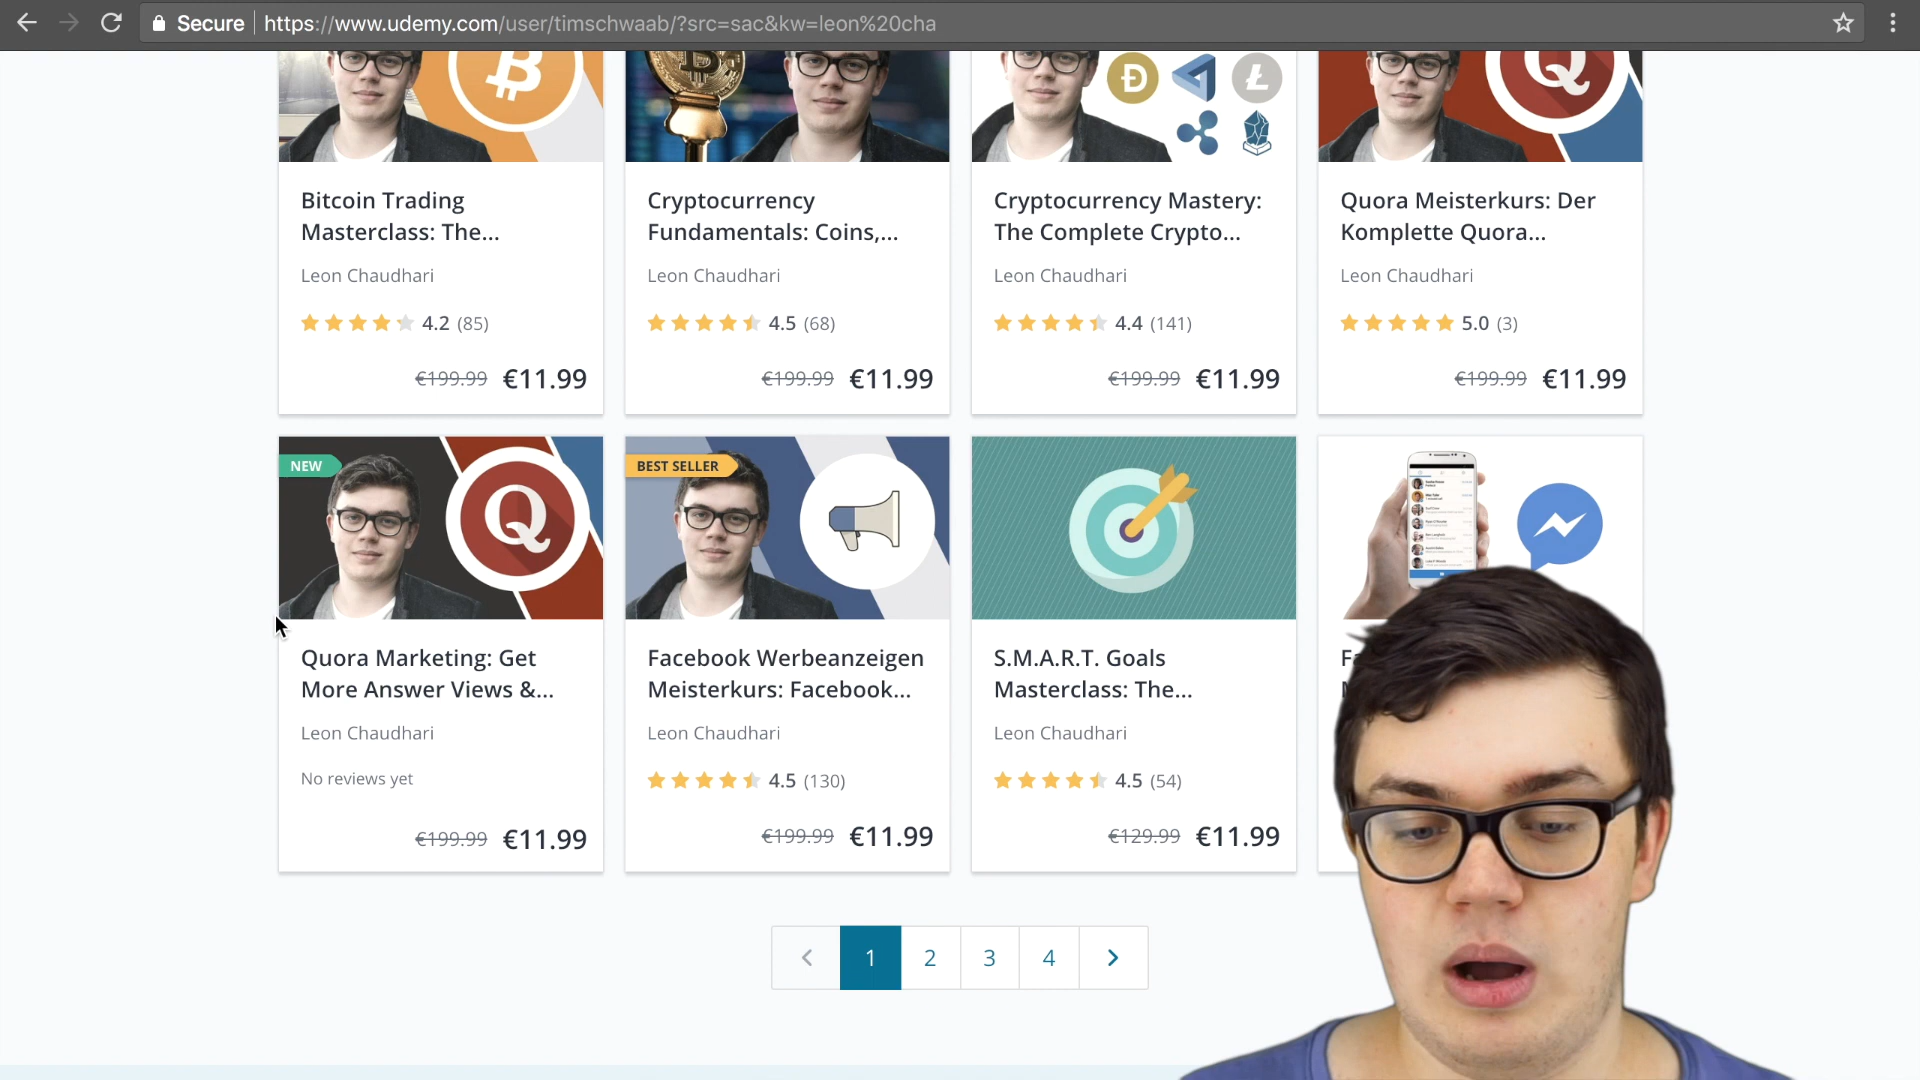 Secure https://www.udemy.com/user/timschwaab/?src=sac&kw=leon%20cha
Bitcoin Trading
Masterclass: The...
Leon Chaudhari
4.2 (85)
€199.99 €11.99
Cryptocurrency
Fundamentals: Coins,...
Leon Chaudhari
4.5 (68)
€199.99 €11.99
Cryptocurrency Mastery:
The Complete Crypto...
Leon Chaudhari
4.4 (141)
€199.99 €11.99
Quora Meisterkurs: Der
Komplette Quora...
Leon Chaudhari
5.0 (3)
€199.99 €11.99
NEW
Q
Quora Marketing: Get
More Answer Views &...
Leon Chaudhari
No reviews yet
€199.99 €11.99
BEST SELLER
Facebook Werbeanzeigen
Meisterkurs: Facebook...
Leon Chaudhari
4.5 (130)
€199.99 €11.99
S.M.A.R.T. Goals
Masterclass: The...
Leon Chaudhari
4.5 (54)
€129.99 €11.99
1 2 3 4